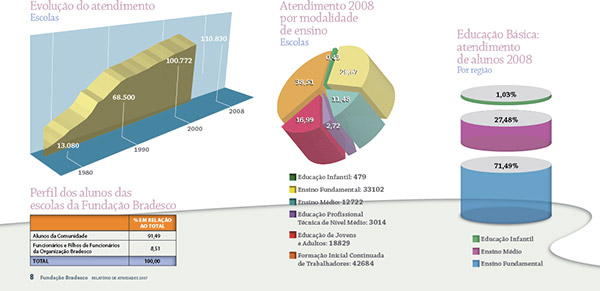 Evolução do atendimento
Escolas
13.080
68.500
100.772
110.830
1980
1990
2000
2008
Atendimento 2008
por modalidade
de ensino
Escolas
38,51
11,48
16,99
2,72
Educação Infantil: 479
Ensino Fundamental: 33102
Ensino Médio: 12722
Educação Profissional
Técnica de Nível Médio: 3014
Educação de Jovens
e Adultos: 18829
Formação Inicial Continuada
de Trabalhadores: 42684
Educação Básica:
atendimento
de alunos 2008
Por região
1,03%
27,48%
71,49%
Educação Infantil
Ensino Médio
Ensino Fundamental
Perfil dos alunos das
escolas da Fundação Bradesco
% EM RELAÇÃO
AO TOTAL
Alunos da Comunidade 91,49
Funcionários e Filhos de Funcionários
da Organização Bradesco 8,51
TOTAL 100,00
8 Fundação Bradesco RELATÓRIO DE ATIVIDADES 2007